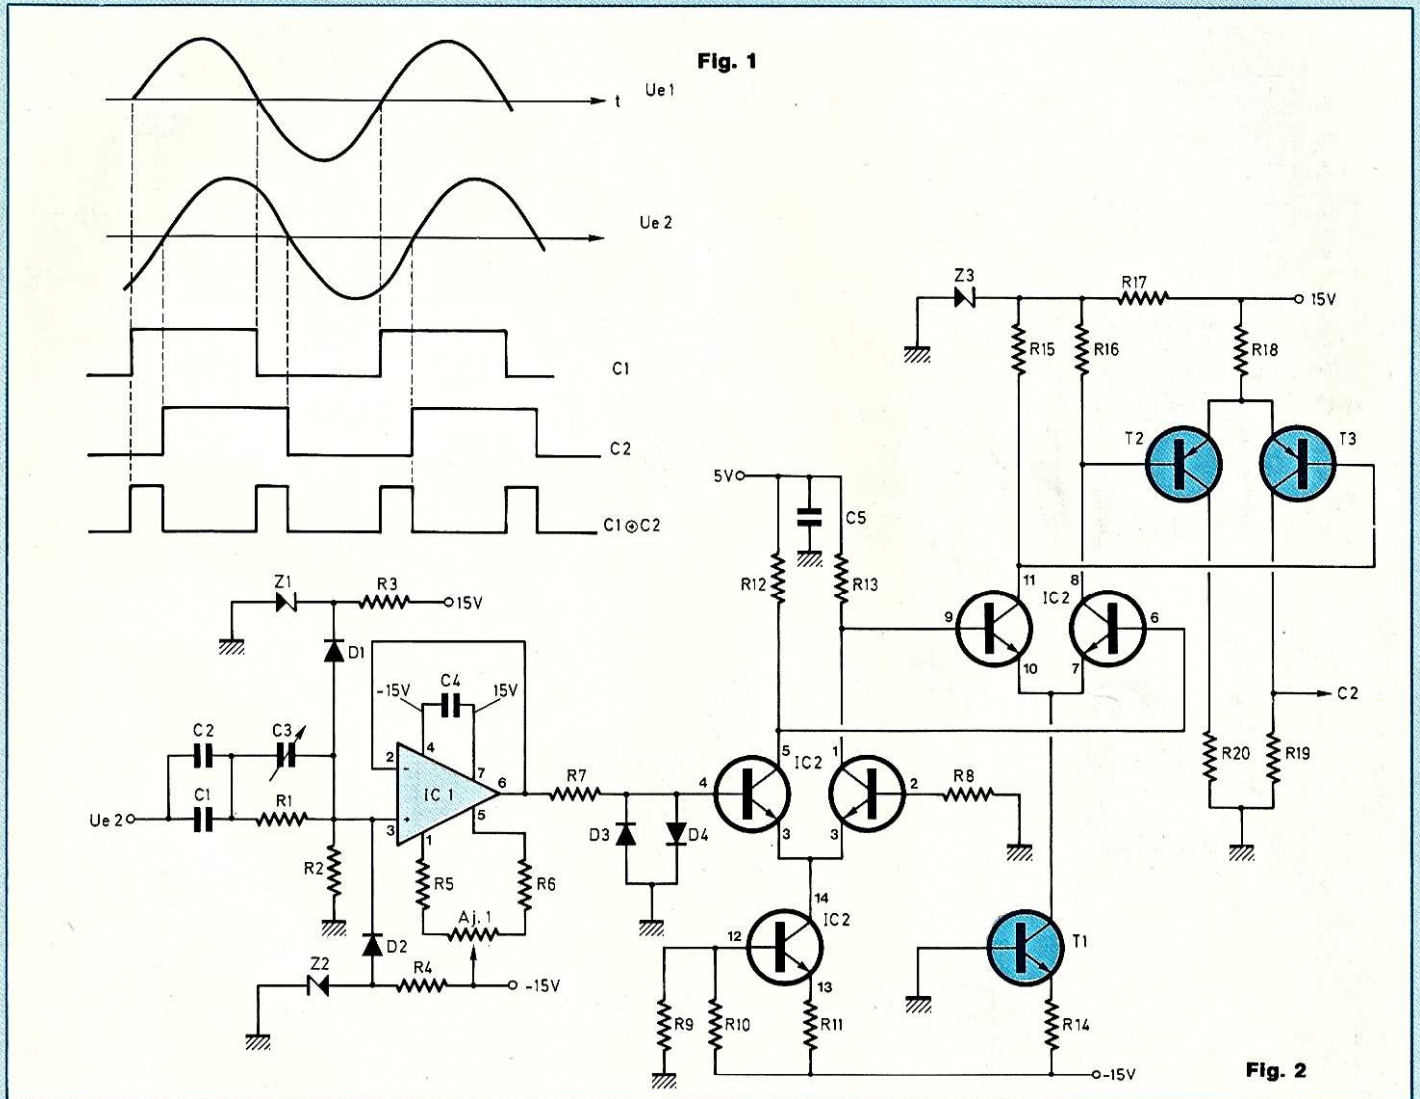 Fig. 1
t
Ue1
Ue2
C1
C2
C1⊕C2
Z3
R17
15V
R15
R16
R18
T2
T3
5V
C5
R12
R13
11
8
IC2
9
6
10
7
C2
R20
R19
Z1
R3
15V
D1
-15V
C4
15V
C2
C3
4
2
-
7
IC1
6
R7
Ue2
C1
R1
+
3
1
5
R2
R5
R6
Aj.1
D2
Z2
R4
-15V
D3
D4
5
IC2
1
4
2
R8
3
3
14
IC2
12
13
T1
R9
R10
R11
R14
-15V
Fig. 2